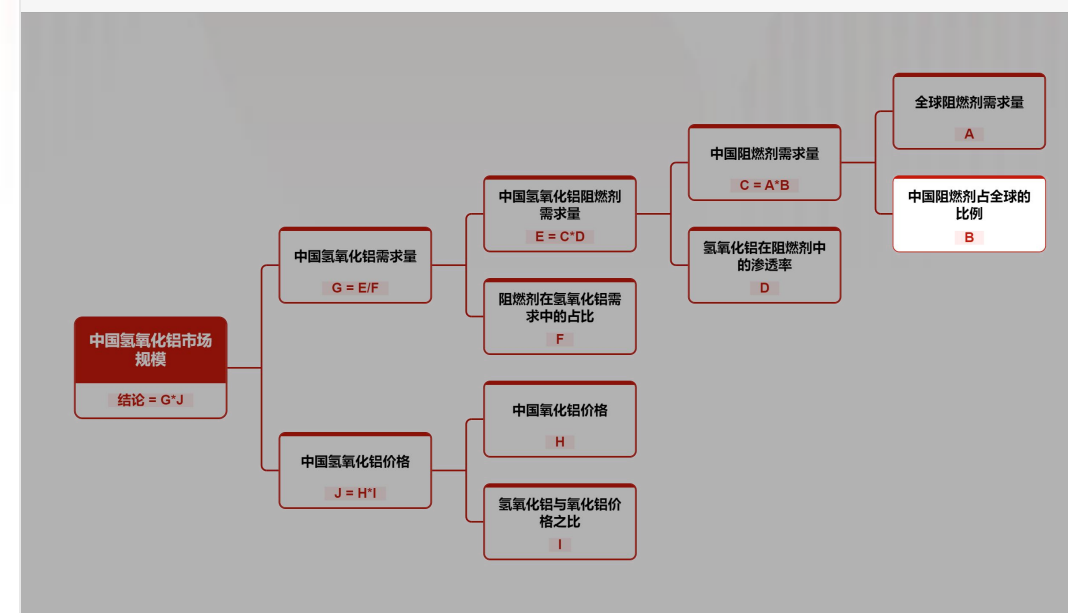 全球阻燃剂需求量
A
中国阻燃剂需求量
C = A*B
中国阻燃剂占全球的
比例
B
中国氢氧化铝阻燃剂
需求量
E = C*D
氢氧化铝在阻燃剂中
的渗透率
D
中国氢氧化铝需求量
G = E/F
阻燃剂在氢氧化铝需
求中的占比
F
中国氢氧化铝市场
规模
结论 = G*J
中国氧化铝价格
H
中国氢氧化铝价格
J = H*I
氢氧化铝与氧化铝价
格之比
I